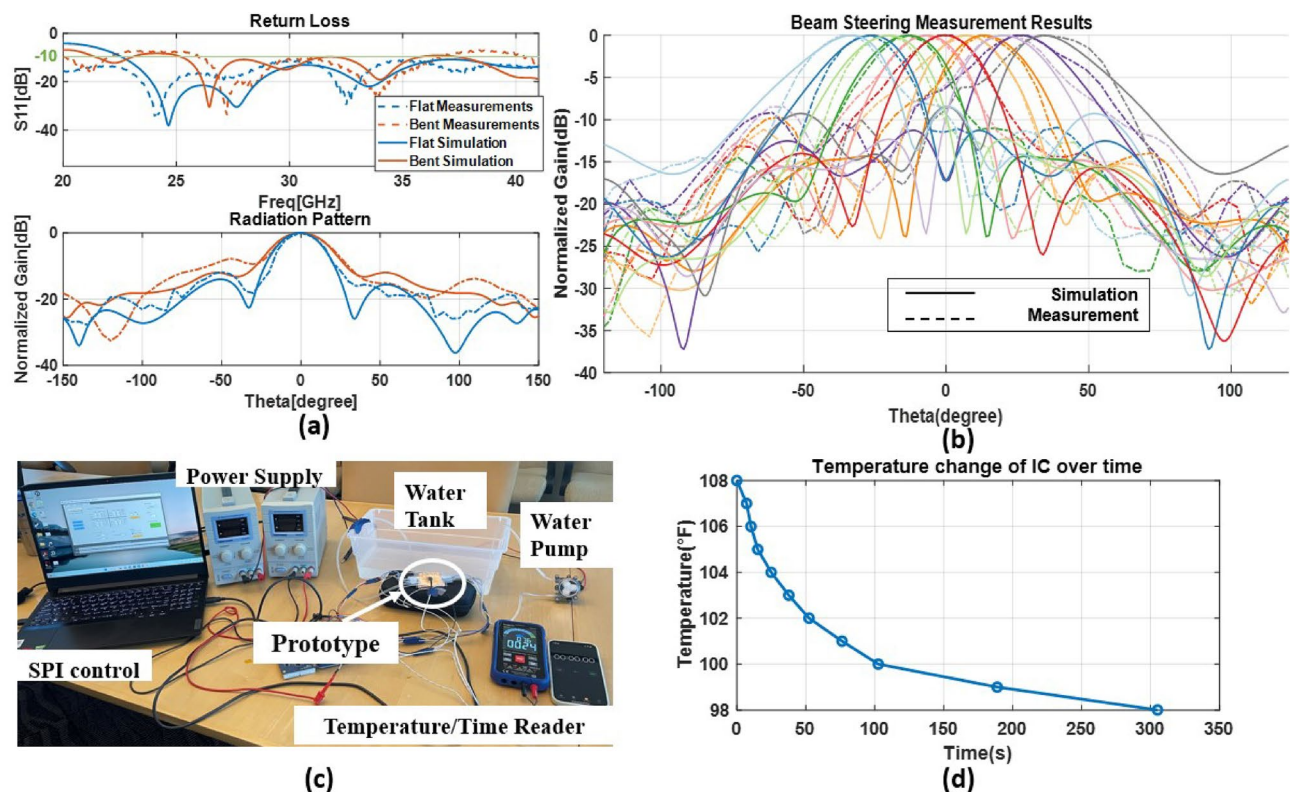 Return Loss
S11[dB]
0
-10
-20
-40
20
25
30
35
40
Flat Measurements
Bent Measurements
Flat Simulation
Bent Simulation
Freq[GHz]
Radiation Pattern
Normalized Gain[dB]
0
-20
-40
-150
-100
-50
0
50
100
150
Theta[degree]
(a)
Beam Steering Measurement Results
Normalized Gain(dB)
0
-5
-10
-15
-20
-25
-30
-35
-40
Simulation
Measurement
-100
-50
0
50
100
Theta(degree)
(b)
Power Supply
Water
Tank
Water
Pump
Prototype
SPI control
Temperature/Time Reader
(c)
Temperature change of IC over time
Temperature(°F)
108
106
104
102
100
98
0
50
100
150
200
250
300
350
Time(s)
(d)